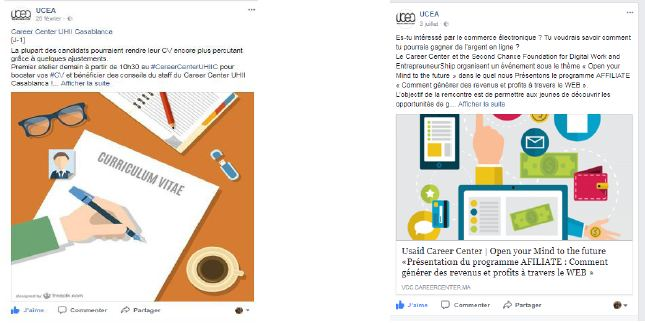 UCEA
28 février ·
Career Center UHII Casablanca
[J-1]
La plupart des candidats pourraient rendre leur CV encore plus percutant
grâce à quelques ajustements.
Premier atelier demain à partir de 10h30 au #CareerCenterUHIIC pour
booster vos #CV et bénéficier des conseils du staff du Career Center UHII
Casablanca !... Afficher la suite
CURRICULUM VITAE
designed by freepik.com
J'aime Commenter Partager
UCEA
3 juillet ·
Es-tu intéressé par le commerce électronique ? Tu voudrais savoir comment
tu pourrais gagner de l'argent en ligne ?
Le Career Center et the Second Chance Foundation for Digital Work and
EntrepreneurShip organisent un événement sous le thème « Open your
Mind to the future » dans le quel nous Présentons le programme AFFILIATE
« Comment générer des revenus et profits à travers le WEB ».
L'objectif de la rencontre est de permettre aux jeunes de découvrir les
opportunités de g... Afficher la suite
Usaid Career Center | Open your Mind to the future
«Présentation du programme AFILIATE : Comment
générer des revenus et profits à travers le WEB »
VDC.CAREERCENTER.MA
J'aime Commenter Partager